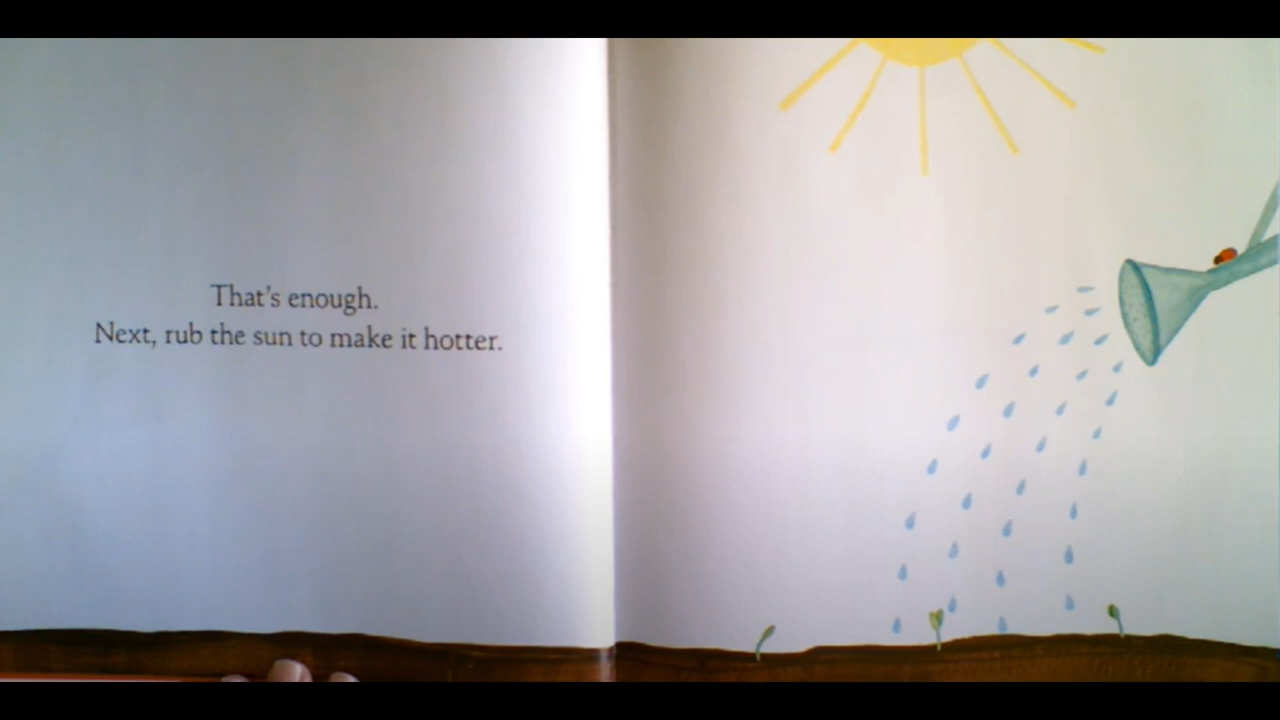 That's enough.
Next, rub the sun to make it hotter.